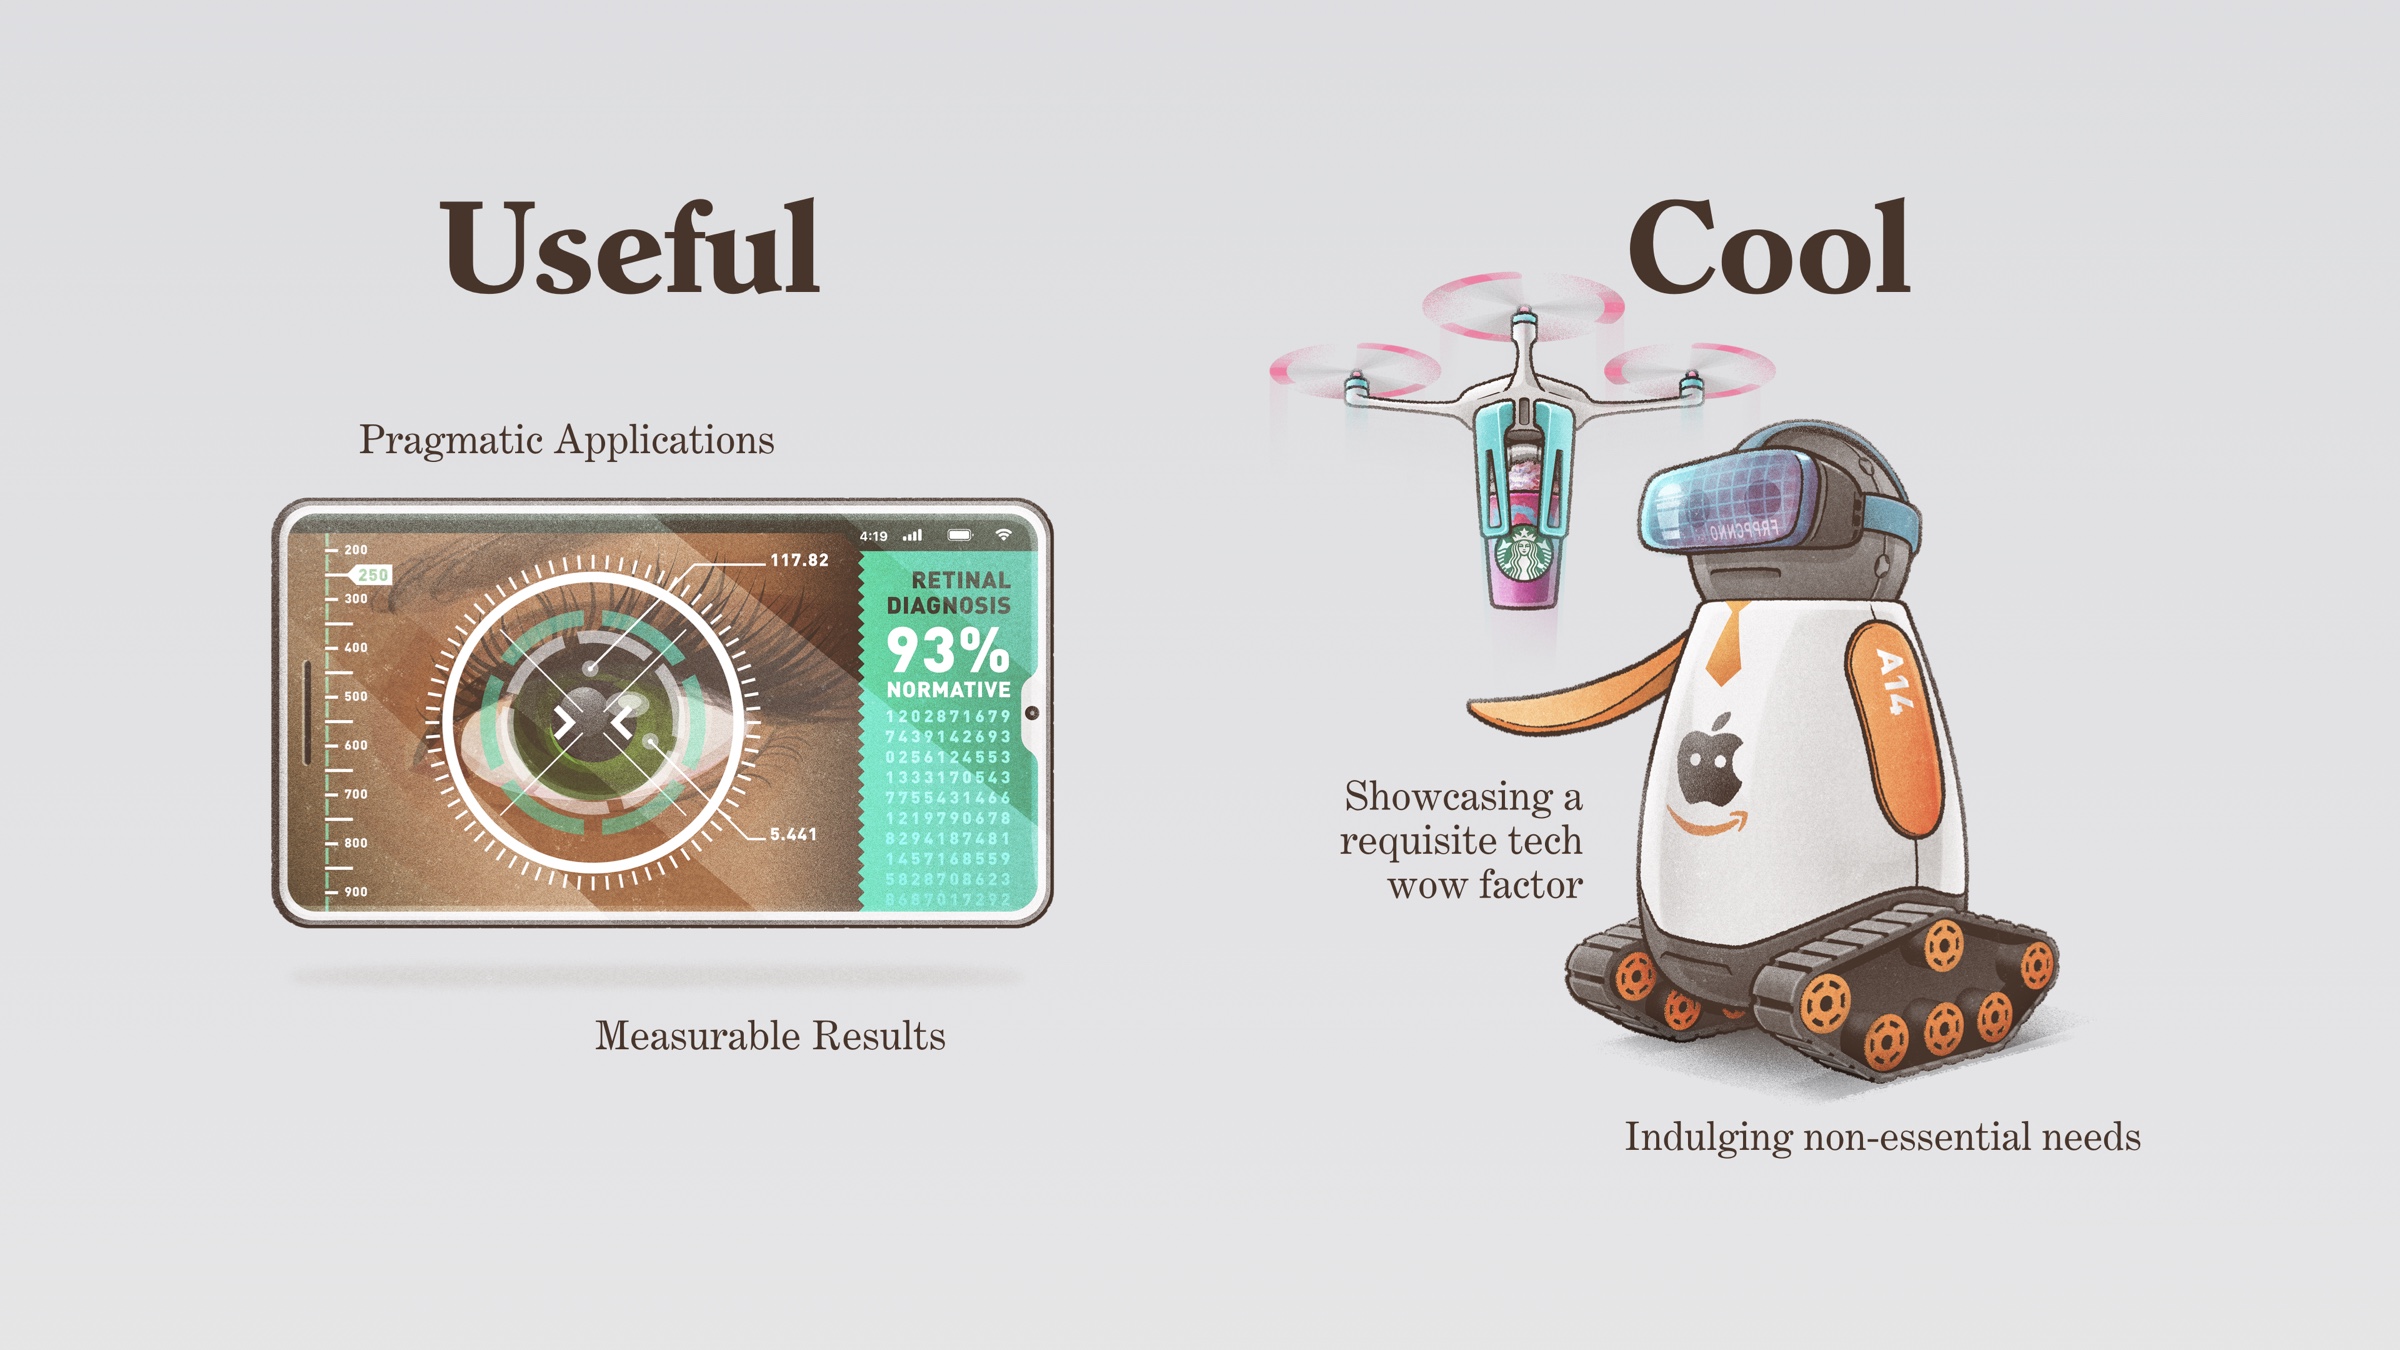 Useful
Pragmatic Applications
200
250
300
400
500
600
700
800
900
4:19
117.82
5.441
RETINAL
DIAGNOSIS
93%
NORMATIVE
1202871679
7439142693
0256124553
1333170543
7755431466
1219790678
8294187481
1457168559
5828708623
8687017292
Measurable Results
Cool
A14
Showcasing a
requisite tech
wow factor
Indulging non-essential needs